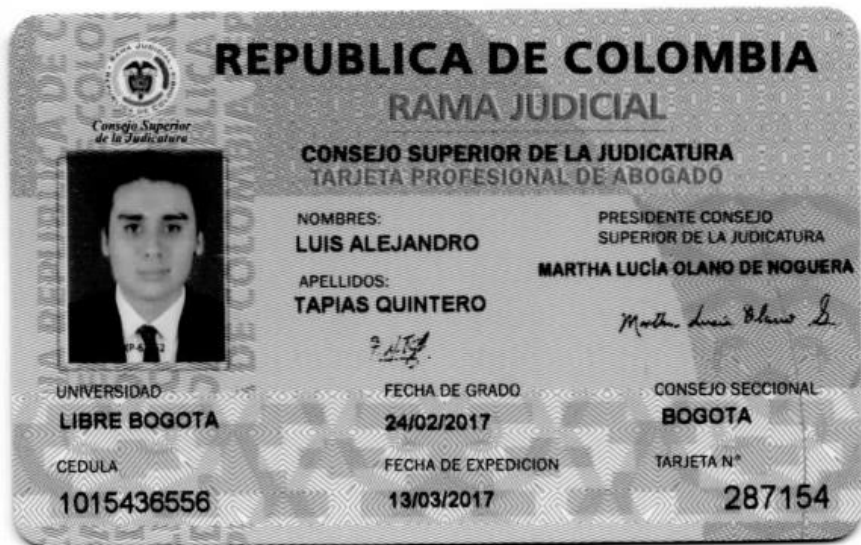 REPUBLICA DE COLOMBIA
RAMA JUDICIAL
Consejo Superior
de la Judicatura
CONSEJO SUPERIOR DE LA JUDICATURA
TARJETA PROFESIONAL DE ABOGADO
NOMBRES:
LUIS ALEJANDRO
APELLIDOS:
TAPIAS QUINTERO
PRESIDENTE CONSEJO
SUPERIOR DE LA JUDICATURA
MARTHA LUCÍA OLANO DE NOGUERA
UNIVERSIDAD
LIBRE BOGOTA
FECHA DE GRADO
24/02/2017
CONSEJO SECCIONAL
BOGOTA
CEDULA
1015436556
FECHA DE EXPEDICION
13/03/2017
TARJETA N°
287154